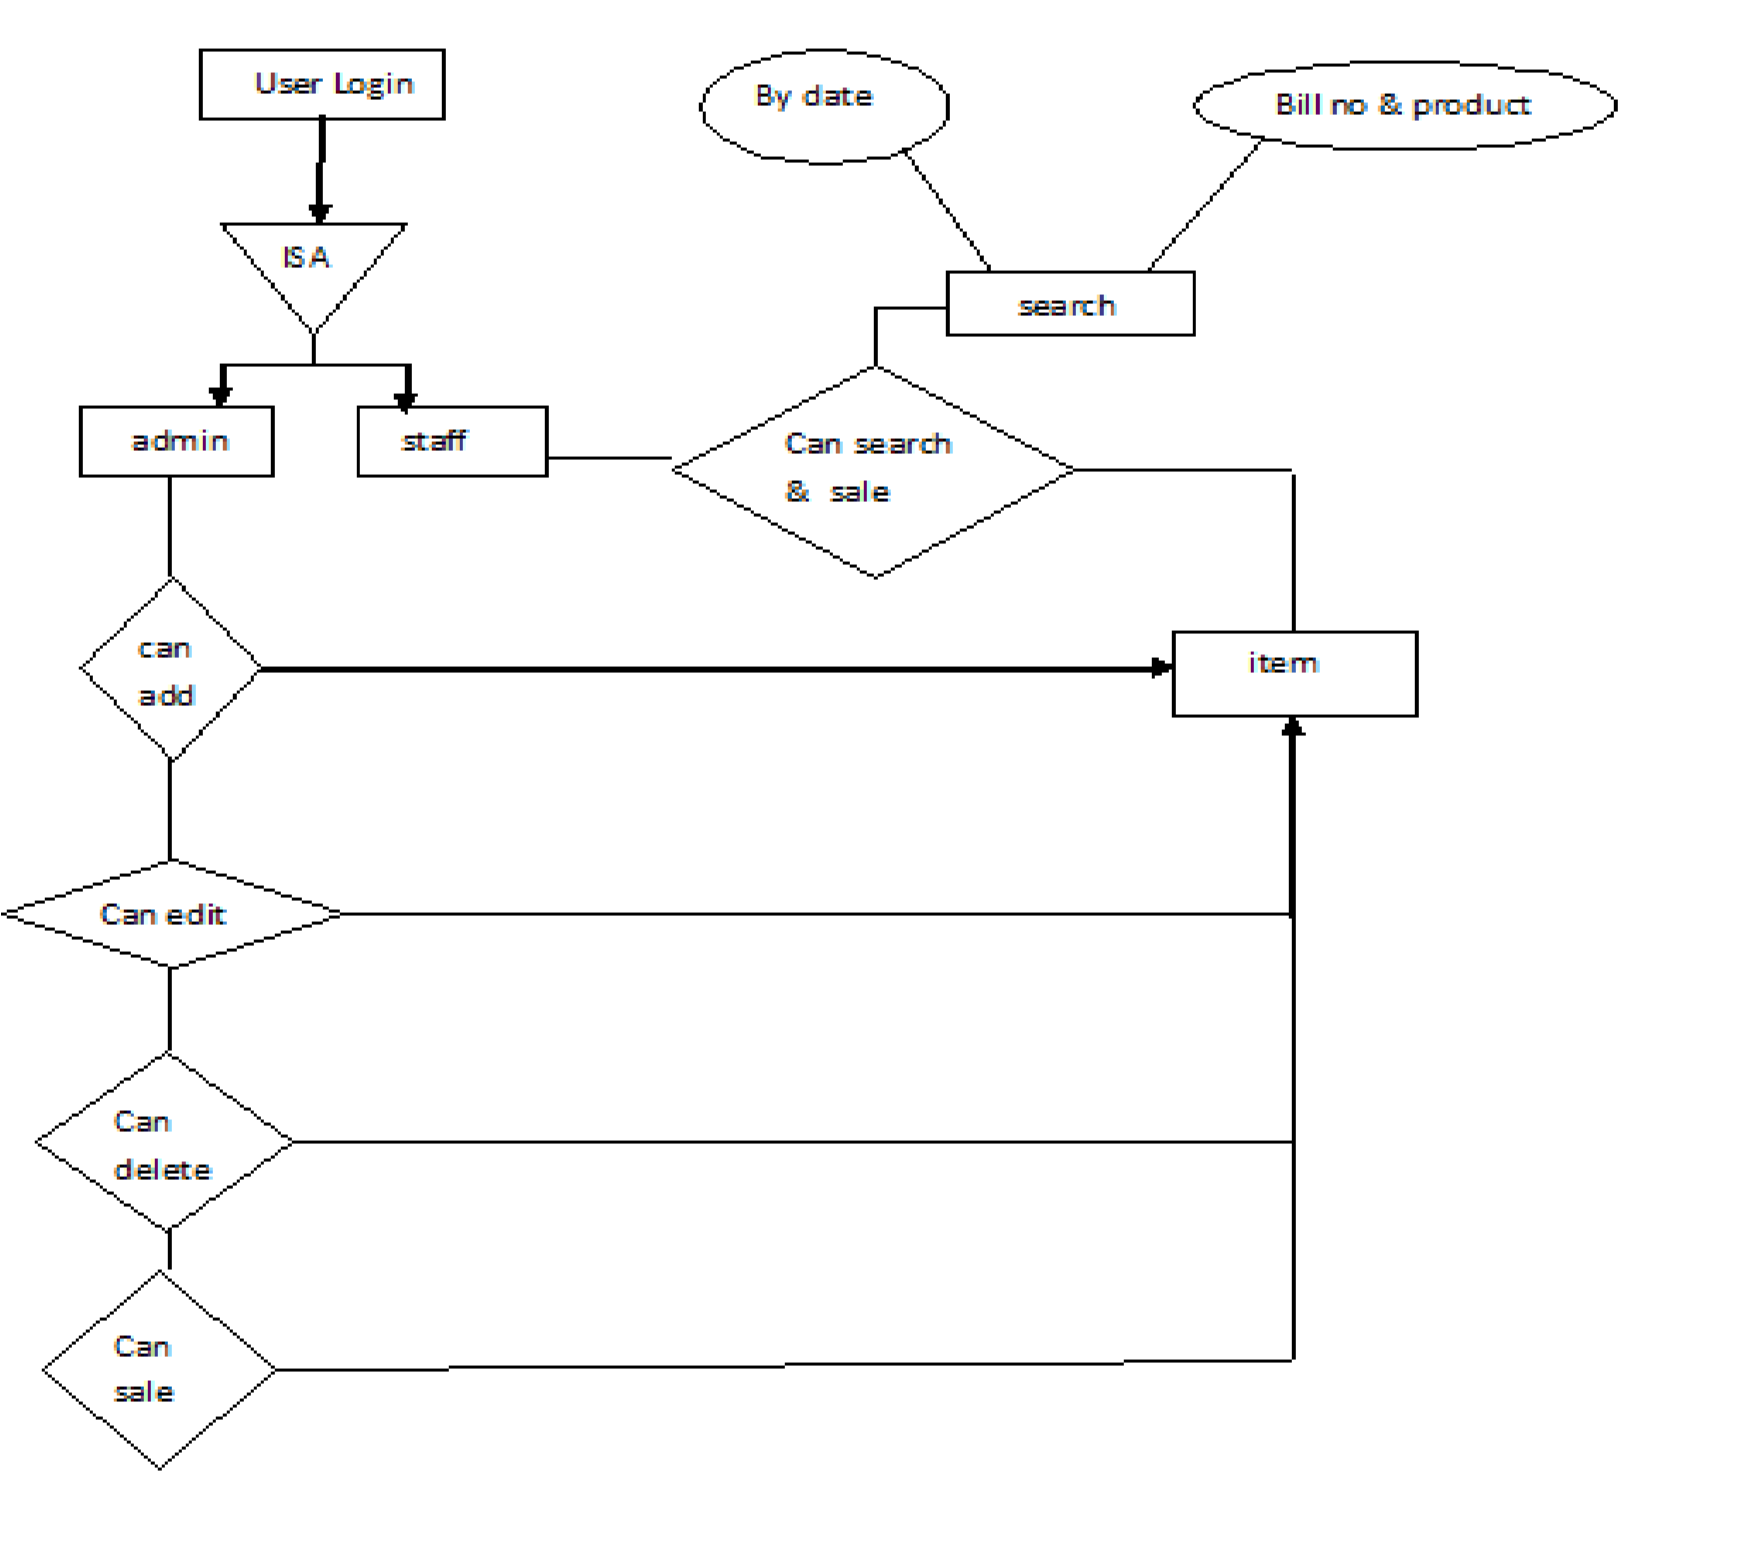 User Login
By date
Bill no & product
ISA
search
admin
staff
Can search
& sale
can
add
item
Can edit
Can
delete
Can
sale